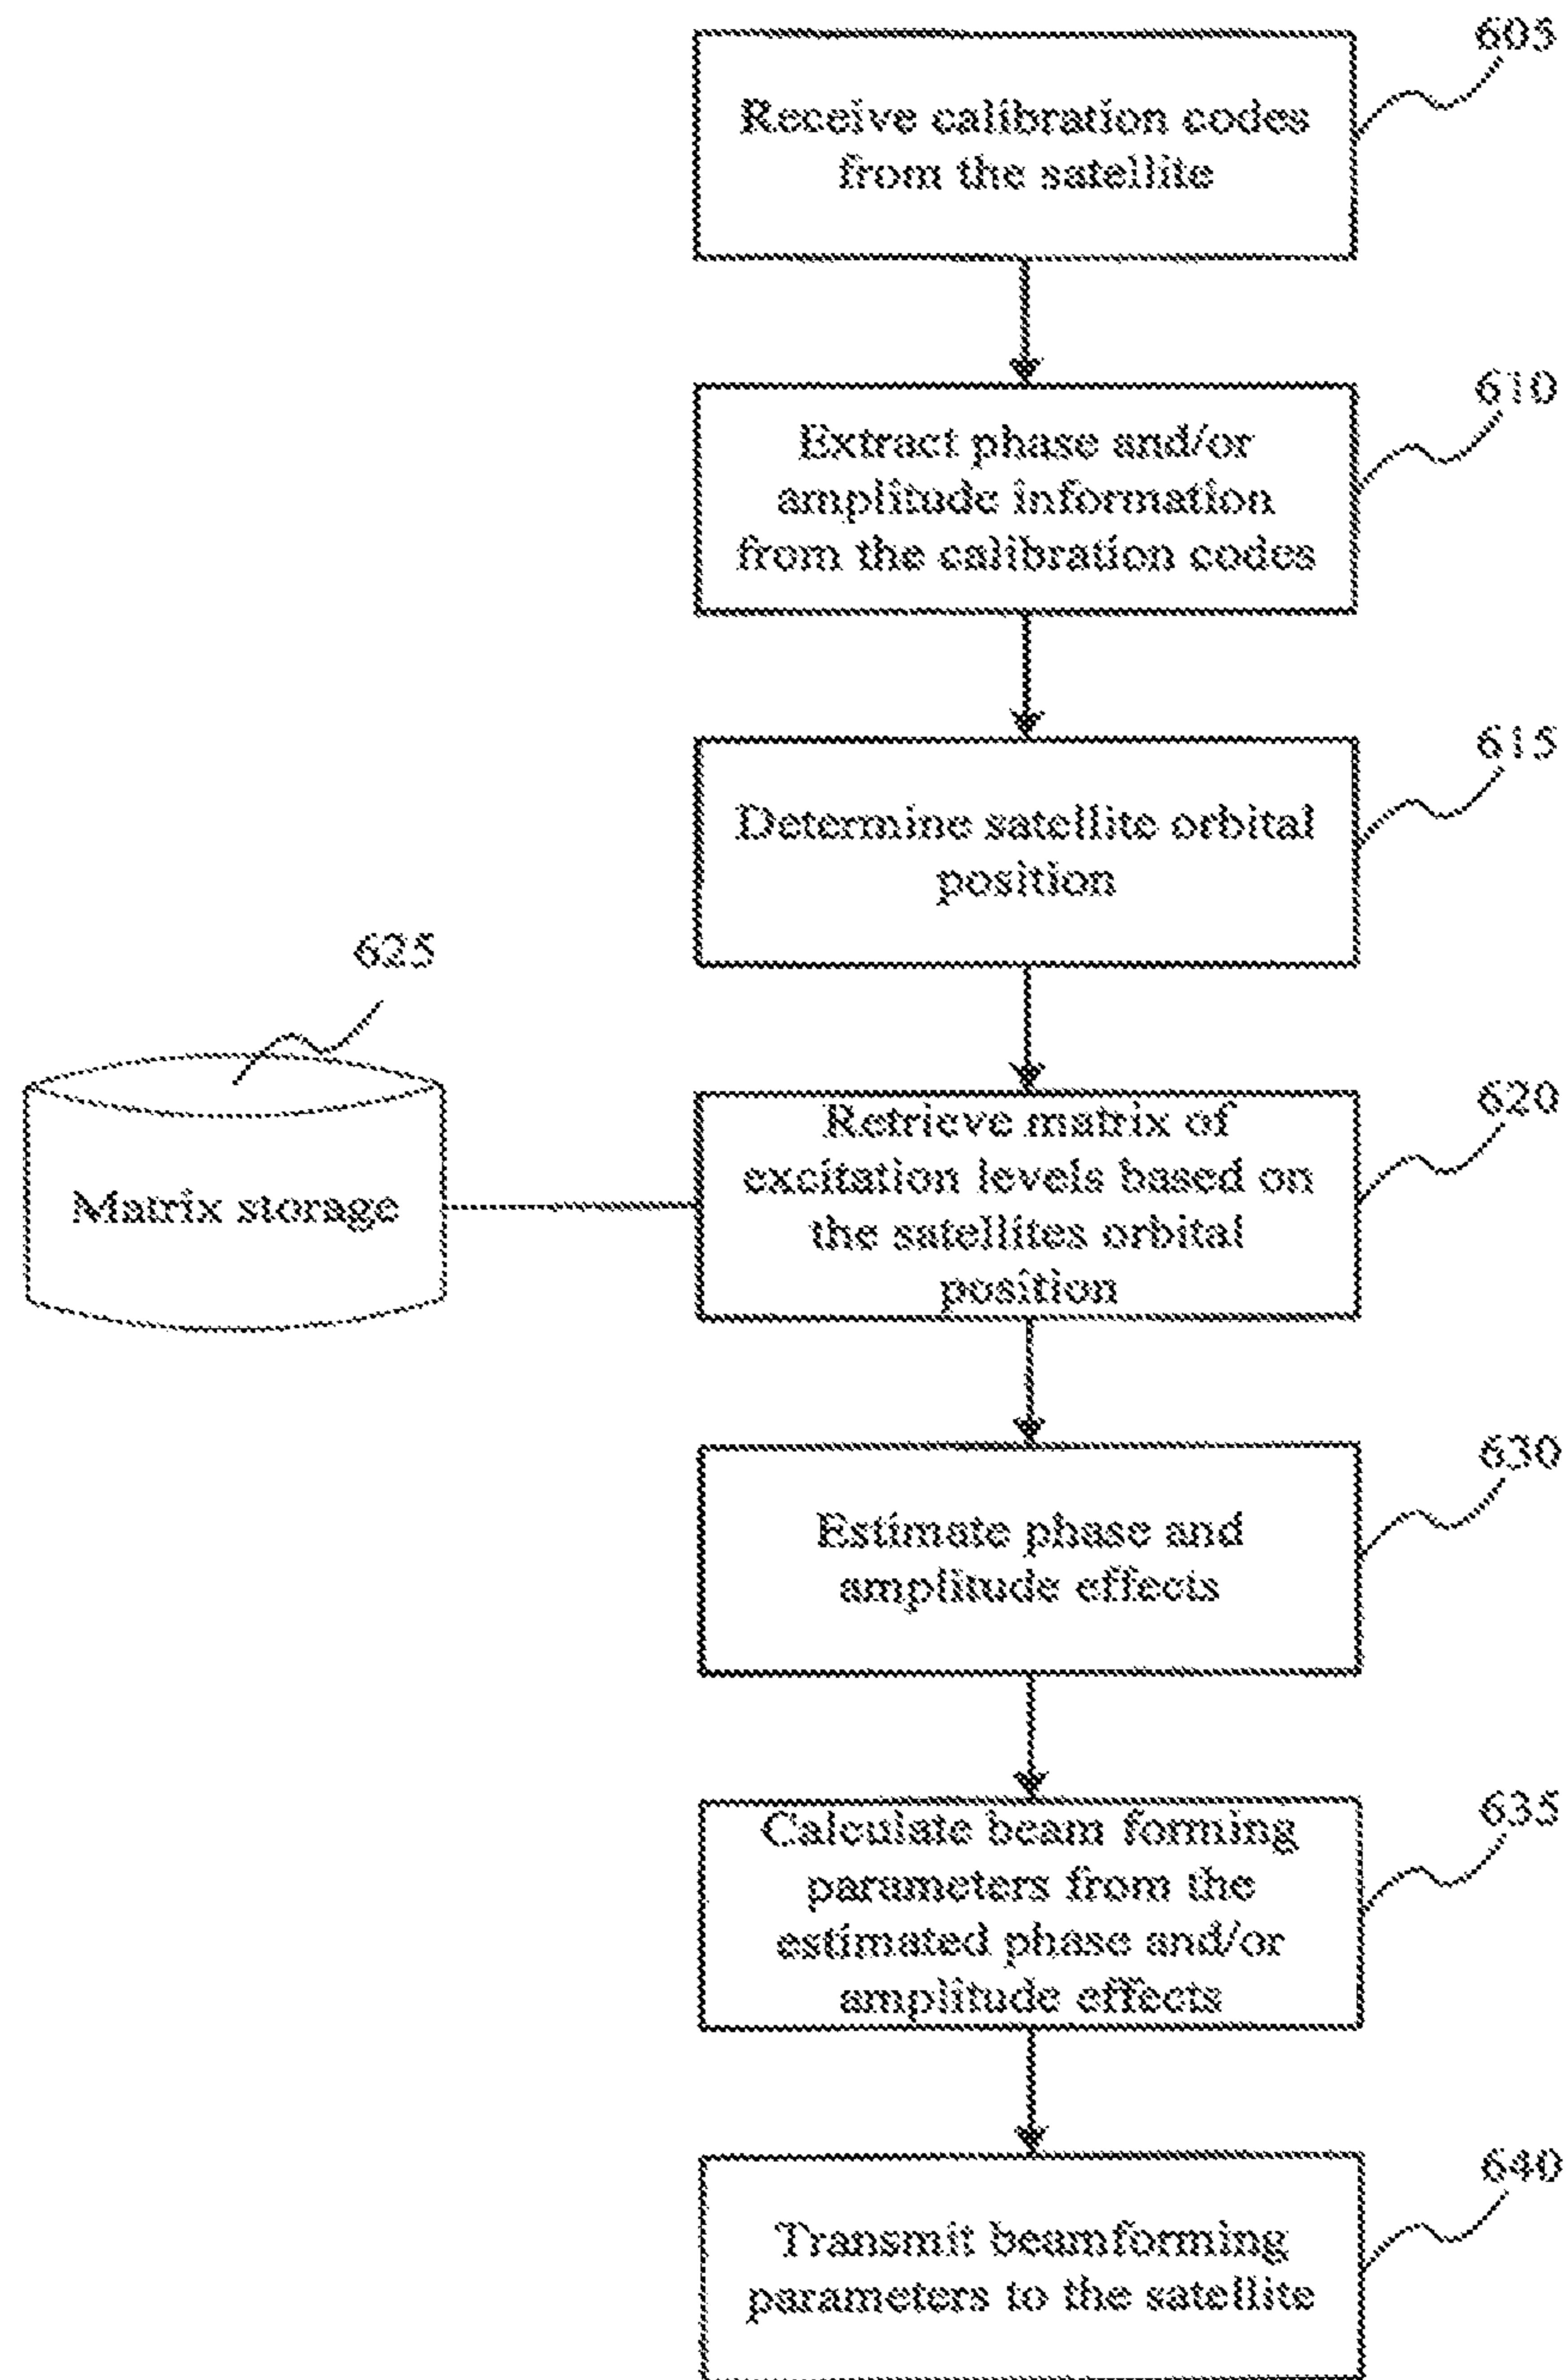 605
Receive calibration codes
from the satellite
610
Extract phase and/or
amplitude information
from the calibration codes
615
Determine satellite orbital
position
625
Matrix storage
620
Retrieve matrix of
excitation levels based on
the satellites orbital
position
630
Estimate phase and
amplitude effects
635
Calculate beam forming
parameters from the
estimated phase and/or
amplitude effects
640
Transmit beamforming
parameters to the satellite